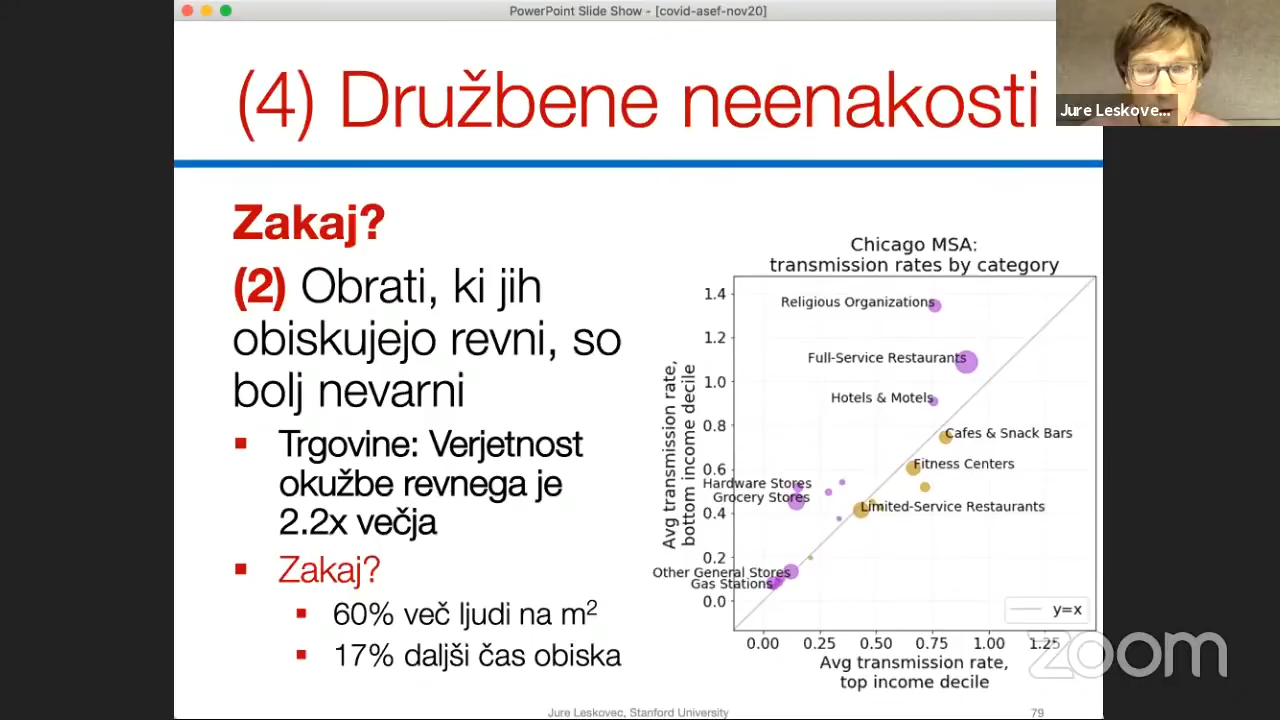 PowerPoint Slide Show - [covid-asef-nov20]
Jure Leskove...
(4) Družbene neenakosti
Zakaj?
(2) Obrati, ki jih
obiskujejo revni, so
bolj nevarni
▪ Trgovine: Verjetnost
okužbe revnega je
2.2x večja
▪ Zakaj?
▪ 60% več ljudi na m²
▪ 17% daljši čas obiska
Chicago MSA:
transmission rates by category
Avg transmission rate,
bottom income decile
1.4
1.2
1.0
0.8
0.6
0.4
0.2
0.0
Religious Organizations
Full-Service Restaurants
Hotels & Motels
Cafes & Snack Bars
Fitness Centers
Hardware Stores
Grocery Stores
Limited-Service Restaurants
Other General Stores
Gas Stations
y=x
0.00 0.25 0.50 0.75 1.00 1.25
Avg transmission rate,
top income decile
zoom
Jure Leskovec, Stanford University
79